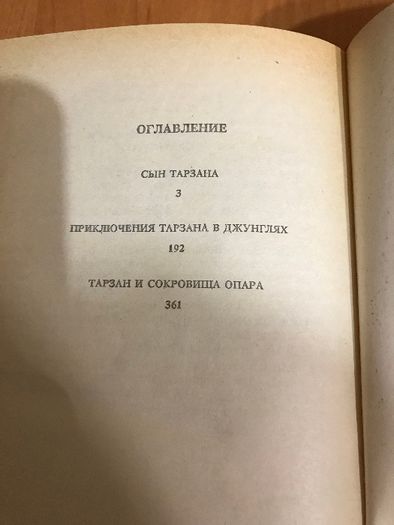 ОГЛАВЛЕНИЕ
СЫН ТАРЗАНА
3
ПРИКЛЮЧЕНИЯ ТАРЗАНА В ДЖУНГЛЯХ
192
ТАРЗАН И СОКРОВИЩА ОПАРА
361